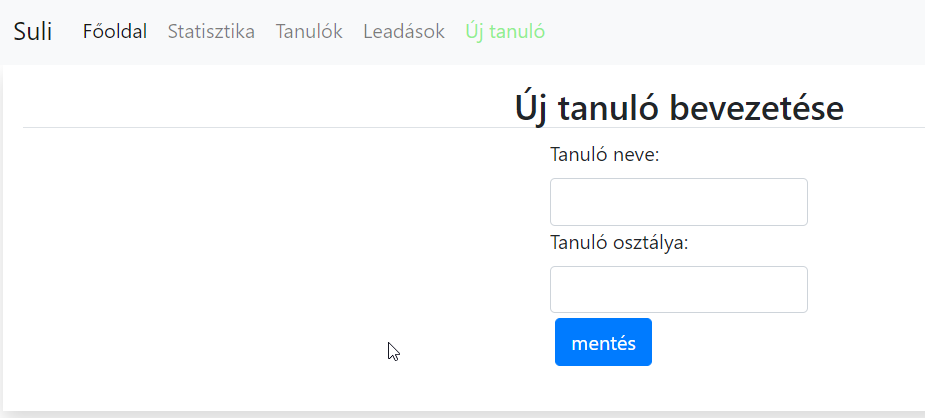 Suli Főoldal Statisztika Tanulók Leadások Új tanuló
Új tanuló bevezetése
Tanuló neve:
Tanuló osztálya:
mentés